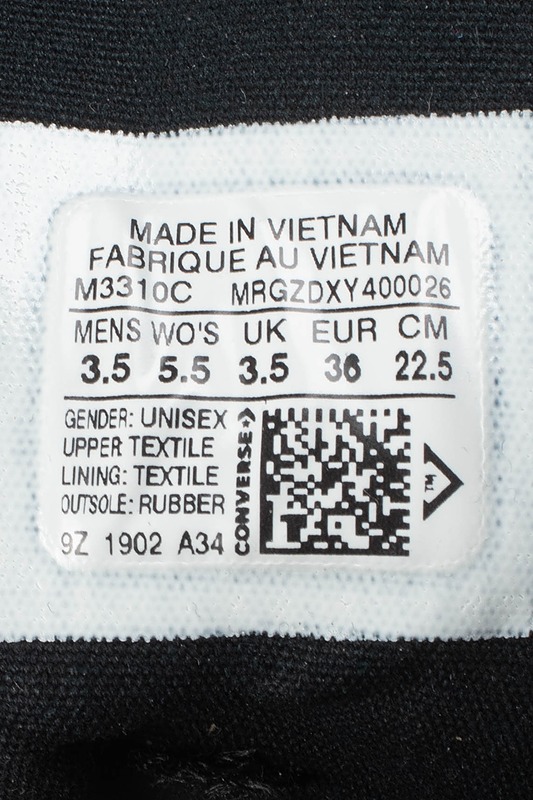 MADE IN VIETNAM
FABRIQUE AU VIETNAM
M3310C MRGZDXY400026
MENS WO'S UK EUR CM
3.5 5.5 3.5 36 22.5
GENDER: UNISEX
UPPER TEXTILE
LINING: TEXTILE
OUTSOLE: RUBBER
9Z 1902 A34
CONVERSE
TM